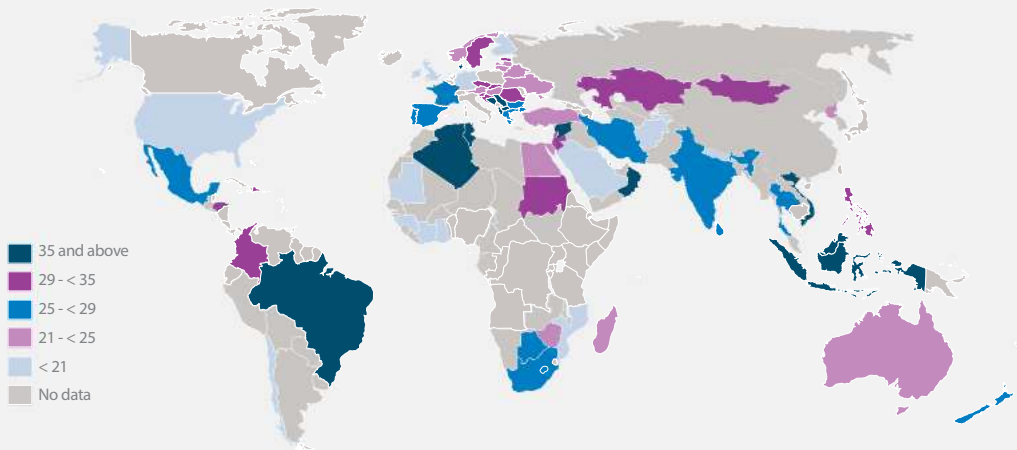 35 and above
29 - < 35
25 - < 29
21 - < 25
< 21
No data